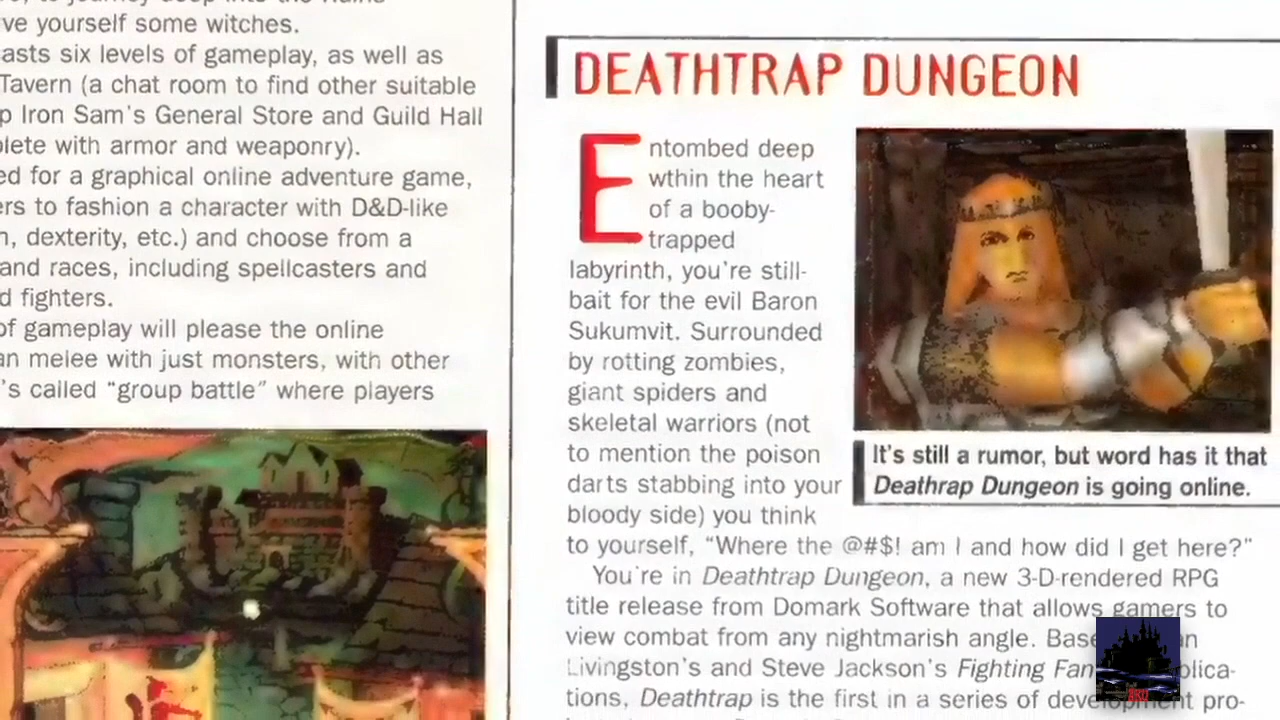 ve yourself some witches.
asts six levels of gameplay, as well as
Tavern (a chat room to find other suitable
p Iron Sam's General Store and Guild Hall
lete with armor and weaponry).
ed for a graphical online adventure game,
ers to fashion a character with D&D-like
n, dexterity, etc.) and choose from a
and races, including spellcasters and
d fighters.
of gameplay will please the online
an melee with just monsters, with other
's called "group battle" where players
DEATHTRAP DUNGEON
Entombed deep
wthin the heart
of a booby-
trapped
labyrinth, you're still-
bait for the evil Baron
Sukumvit. Surrounded
by rotting zombies,
giant spiders and
skeletal warriors (not
to mention the poison
darts stabbing into your
bloody side) you think
to yourself, "Where the @#$! am I and how did I get here?"
You're in Deathtrap Dungeon, a new 3-D-rendered RPG
title release from Domark Software that allows gamers to
view combat from any nightmarish angle. Base an
Livingston's and Steve Jackson's Fighting Fan plica-
tions, Deathtrap is the first in a series of development pro-
It's still a rumor, but word has it that
Deathrap Dungeon is going online.